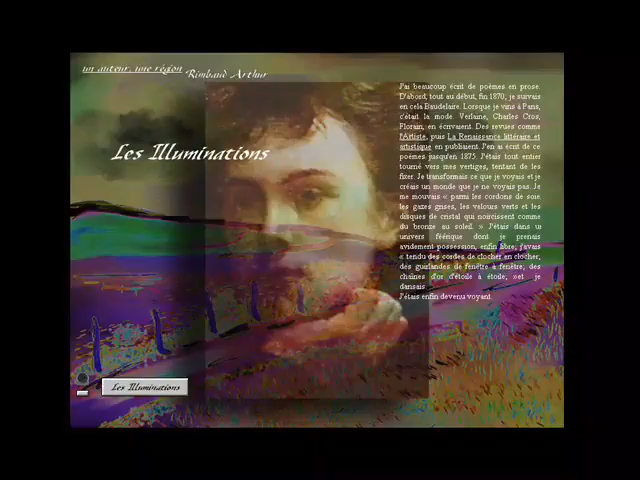 un auteur, une région
Rimbaud Arthur
Les Illuminations
J'ai beaucoup écrit de poèmes en prose.
D'abord, tout au début, fin 1870, je suivais
en cela Baudelaire. Lorsque je vins à Paris,
c'était la mode. Verlaine, Charles Cros,
Florain, en écrivaient. Des revues comme
l'Artiste, puis La Renaissance littéraire et
artistique en publiaient. J'en ai écrit de ce
poèmes jusqu'en 1875. J'étais tout entier
tourné vers mes vertiges, tentant de les
fixer. Je transformais ce que je voyais et je
créais un monde que je ne voyais pas. Je
me mouvais « parmi les cordons de soie,
les gazes grises, les velours verts et les
disques de cristal qui noircissent comme
du bronze au soleil. » J'étais dans u
univers féérique dont je prenais
avidement possession, enfin libre; j'avais
« tendu des cordes de clocher en clocher,
des guirlandes de fenêtre à fenêtre; des
chaînes d'or d'étoile à étoile, »et je
dansais.
J'étais enfin devenu voyant.
Les Illuminations